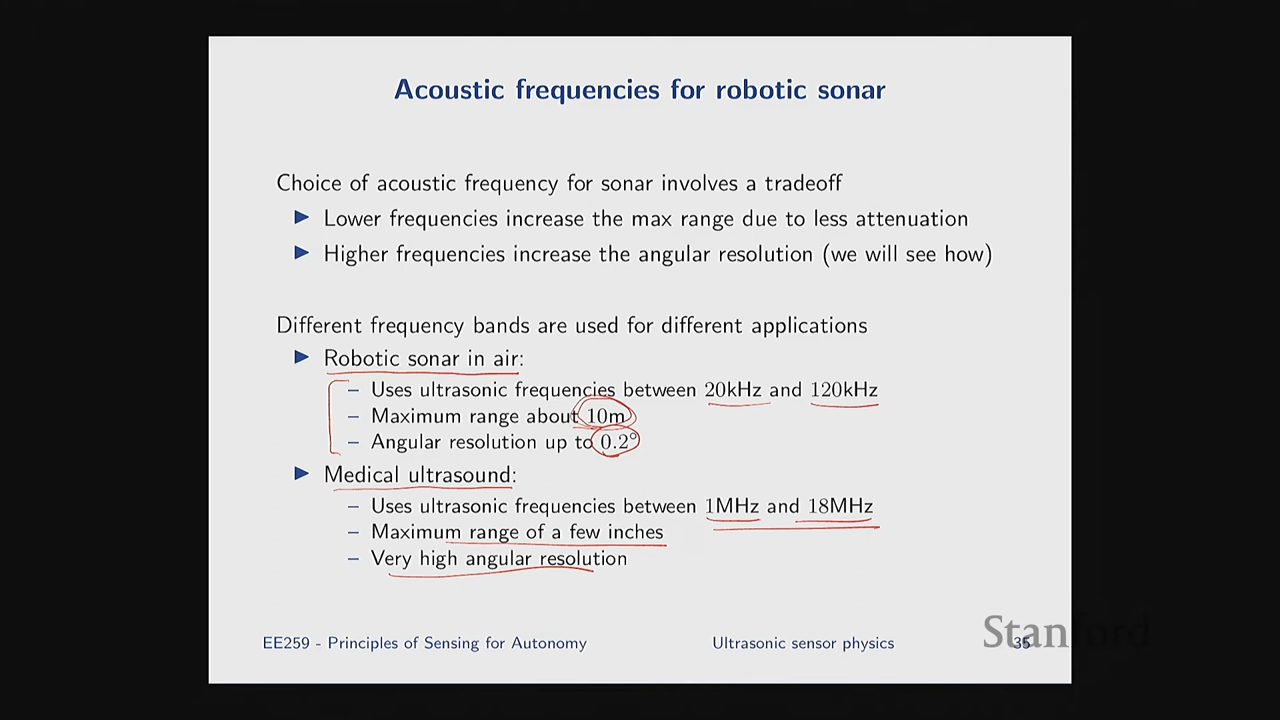 Acoustic frequencies for robotic sonar
Choice of acoustic frequency for sonar involves a tradeoff
▶ Lower frequencies increase the max range due to less attenuation
▶ Higher frequencies increase the angular resolution (we will see how)
Different frequency bands are used for different applications
▶ Robotic sonar in air:
– Uses ultrasonic frequencies between 20kHz and 120kHz
– Maximum range about 10m
– Angular resolution up to 0.2°
▶ Medical ultrasound:
– Uses ultrasonic frequencies between 1MHz and 18MHz
– Maximum range of a few inches
– Very high angular resolution
EE259 - Principles of Sensing for Autonomy Ultrasonic sensor physics 35
Stanford